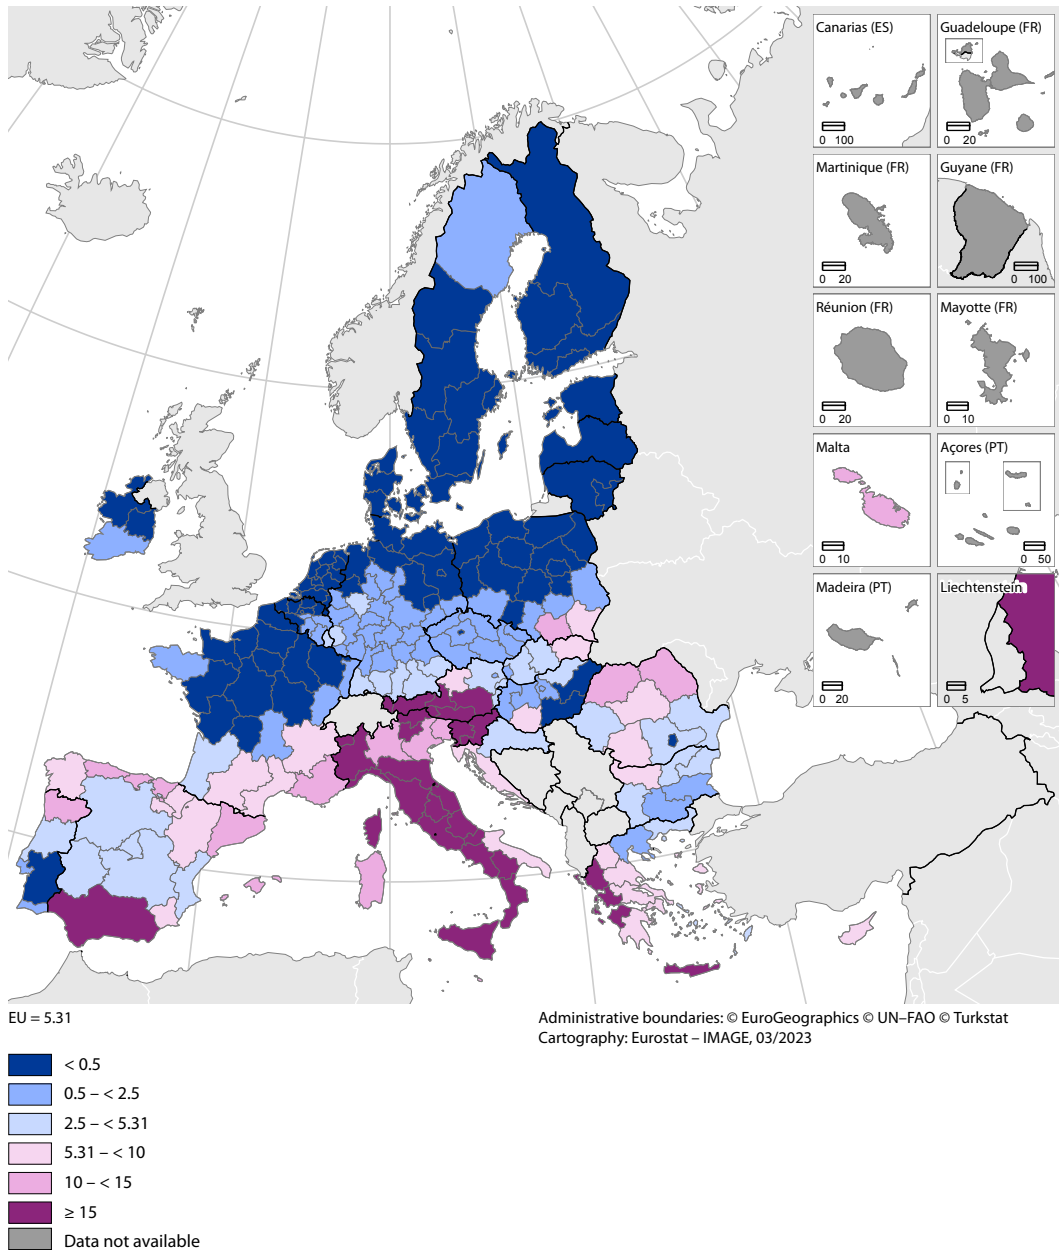 Canarias (ES)
0 100
Guadeloupe (FR)
0 20
Martinique (FR)
0 20
Guyane (FR)
0 100
Réunion (FR)
0 20
Mayotte (FR)
0 10
Malta
0 10
Açores (PT)
0 50
Madeira (PT)
0 20
Liechtenstein
0 5
EU = 5.31
Administrative boundaries: © EuroGeographics © UN–FAO © Turkstat
Cartography: Eurostat – IMAGE, 03/2023
< 0.5
0.5 – < 2.5
2.5 – < 5.31
5.31 – < 10
10 – < 15
≥ 15
Data not available